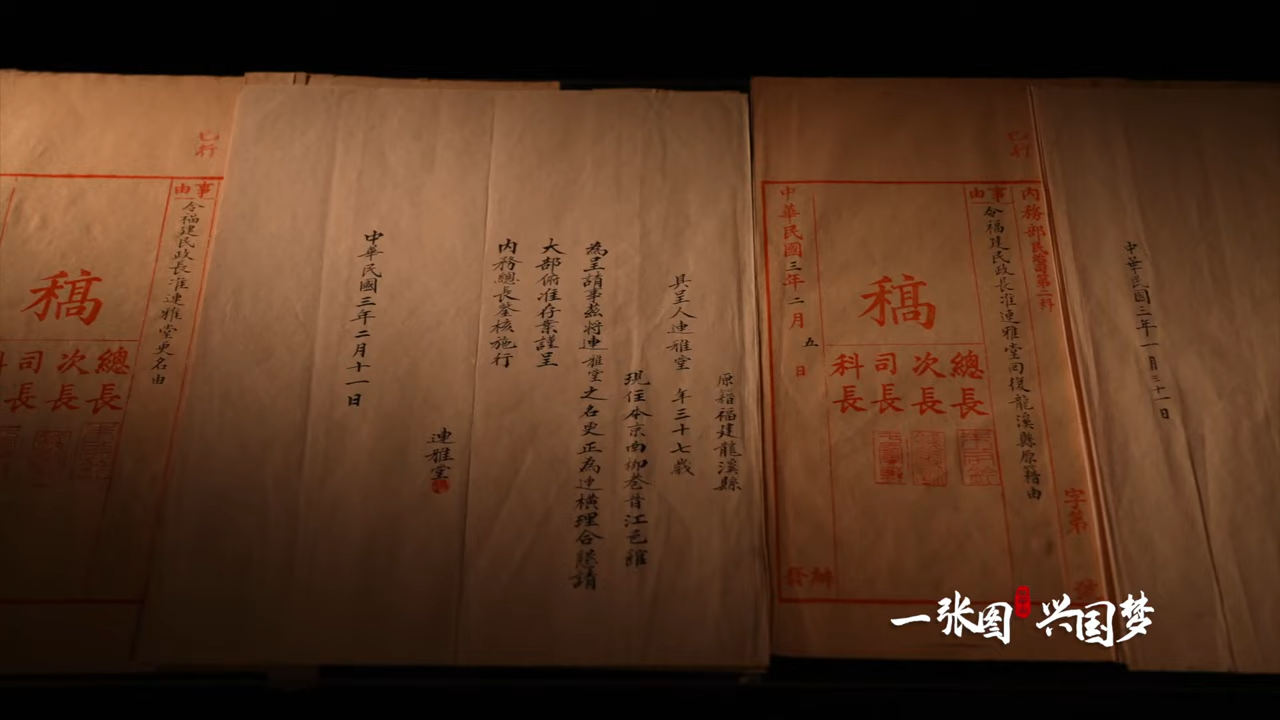 中華民國三年一月三十一日
已行
內務部民治司第二科
字第
號
事由
令福建民政長准連雅堂回復龍溪縣原籍由
稿
總長
次長
司長
科長
中華民國三年二月五日
原籍福建龍溪縣
具呈人連雅堂 年三十七歲
現住本京南柳巷晉江邑館
為呈請事茲將連雅堂之名更正為連橫理合懇請
大部俯准存案謹呈
內務總長鑒核施行
連雅堂
中華民國三年二月十一日
已行
事由
令福建民政長准連雅堂更名由
稿
總長
次長
司長
科長
一张图 兴国梦